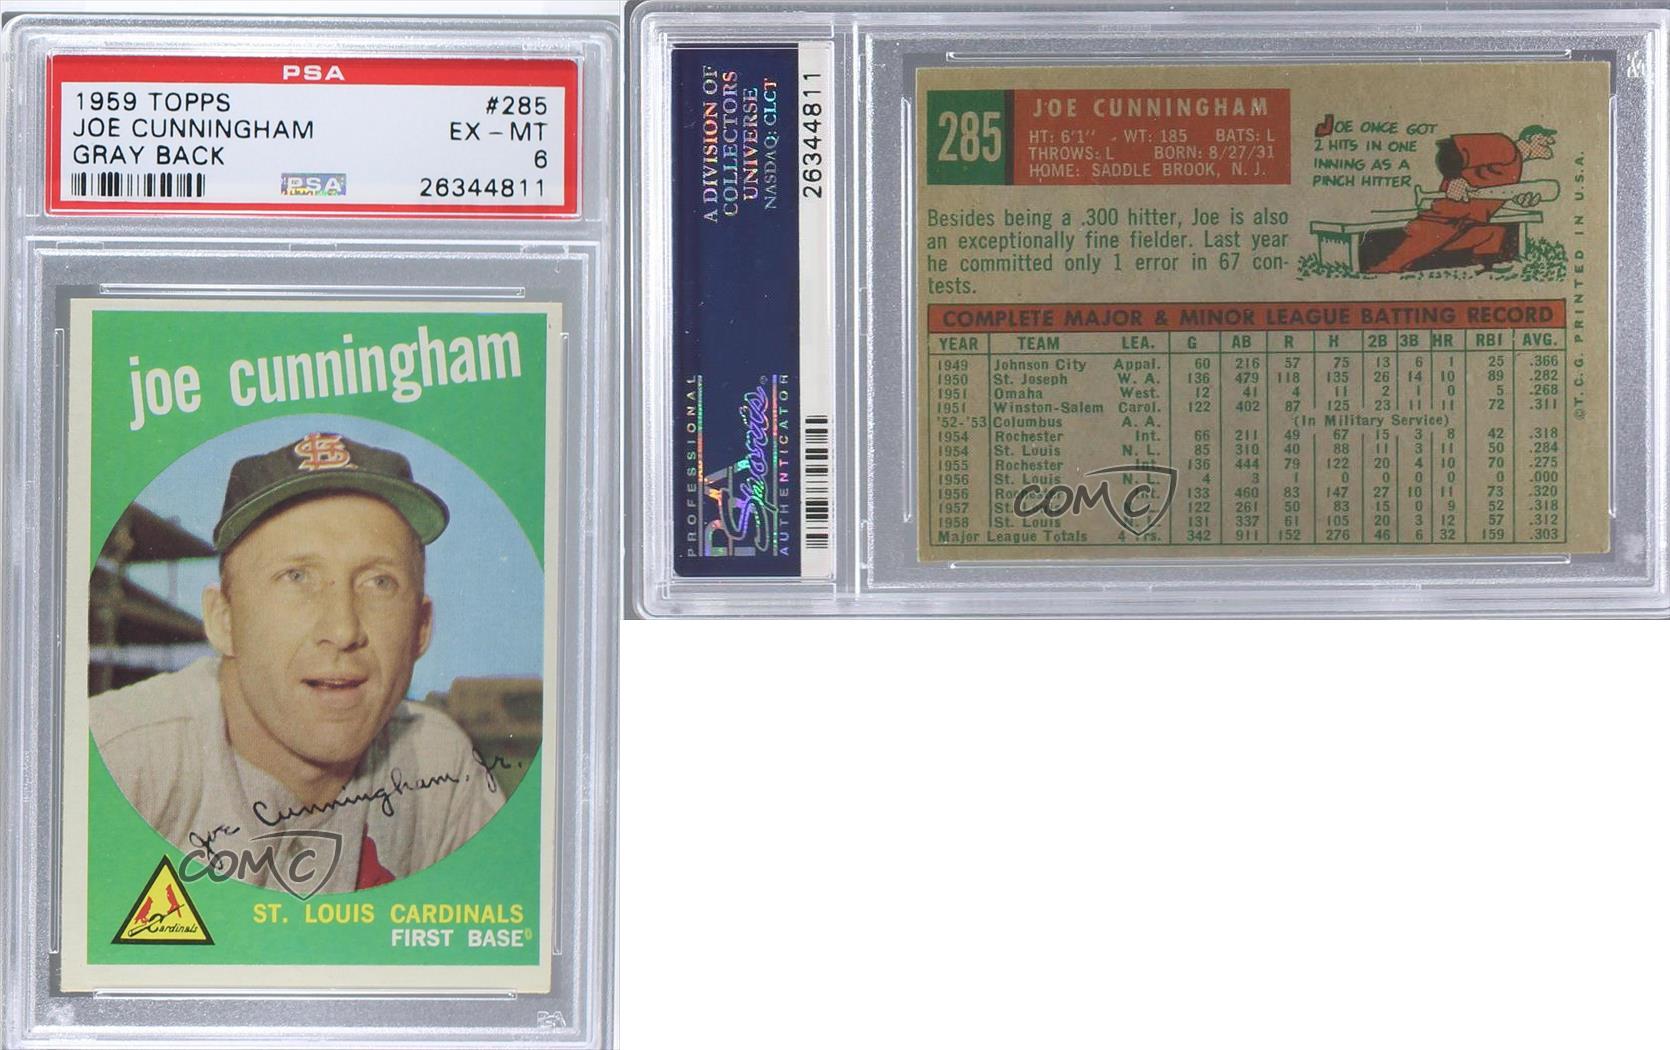 PSA
1959 TOPPS #285
JOE CUNNINGHAM EX - MT
GRAY BACK 6
PSA 26344811
joe cunningham
Joe Cunningham, Jr.
COMC
Cardinals
ST. LOUIS CARDINALS
FIRST BASE
PSA
A DIVISION OF
COLLECTORS
UNIVERSE
NASDAQ: CLCT
26344811
PROFESSIONAL
PSA
Sports
AUTHENTICATOR
285
JOE CUNNINGHAM
HT: 6'1" - WT: 185 BATS: L
THROWS: L BORN: 8/27/31
HOME: SADDLE BROOK, N. J.
JOE ONCE GOT
2 HITS IN ONE
INNING AS A
PINCH HITTER
Besides being a .300 hitter, Joe is also
an exceptionally fine fielder. Last year
he committed only 1 error in 67 con-
tests.
COMPLETE MAJOR & MINOR LEAGUE BATTING RECORD
YEAR TEAM LEA. G AB R H 2B 3B HR RBI AVG.
1949 Johnson City Appal. 60 216 57 75 13 6 1 25 .366
1950 St. Joseph W. A. 136 479 118 135 26 14 10 89 .282
1951 Omaha West. 12 41 4 11 2 1 0 5 .268
1951 Winston-Salem Carol. 122 402 87 125 23 11 11 72 .311
'52-'53 Columbus A. A. (In Military Service)
1954 Rochester Int. 66 211 49 67 15 3 8 42 .318
1954 St. Louis N. L. 85 310 40 88 11 3 11 50 .284
1955 Rochester Int. 136 444 79 122 20 4 10 70 .275
1956 St. Louis N. L. 4 3 1 0 0 0 0 0 .000
1956 Rochester Int. 133 460 83 147 27 10 11 73 .320
1957 St. Louis N. L. 122 261 50 83 15 0 9 52 .318
1958 St. Louis N. L. 131 337 61 105 20 3 12 57 .312
Major League Totals 4 Yrs. 342 911 152 276 46 6 32 159 .303
COMC
©T.C.G. PRINTED IN U.S.A.